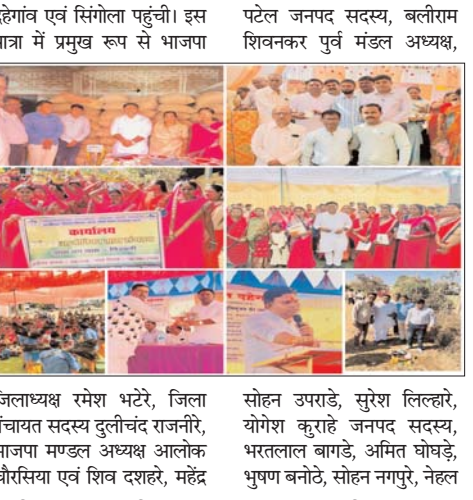 देहेगांव एवं सिंगोला पहुंची। इस
यात्रा में प्रमुख रूप से भाजपा
पटेल जनपद सदस्य, बलीराम
शिवनकर पुर्व मंडल अध्यक्ष,
कार्यालय
जिलाध्यक्ष रमेश भटेरे, जिला
पंचायत सदस्य दुलीचंद राजनीरे,
भाजपा मण्डल अध्यक्ष आलोक
चौरसिया एवं शिव दशहरे, महेंद्र
सोहन उपराडे, सुरेश लिल्हारे,
योगेश कुराहे जनपद सदस्य,
भरतलाल बागडे, अमित घोघड़े,
भुषण बनोठे, सोहन नगपुरे, नेहल